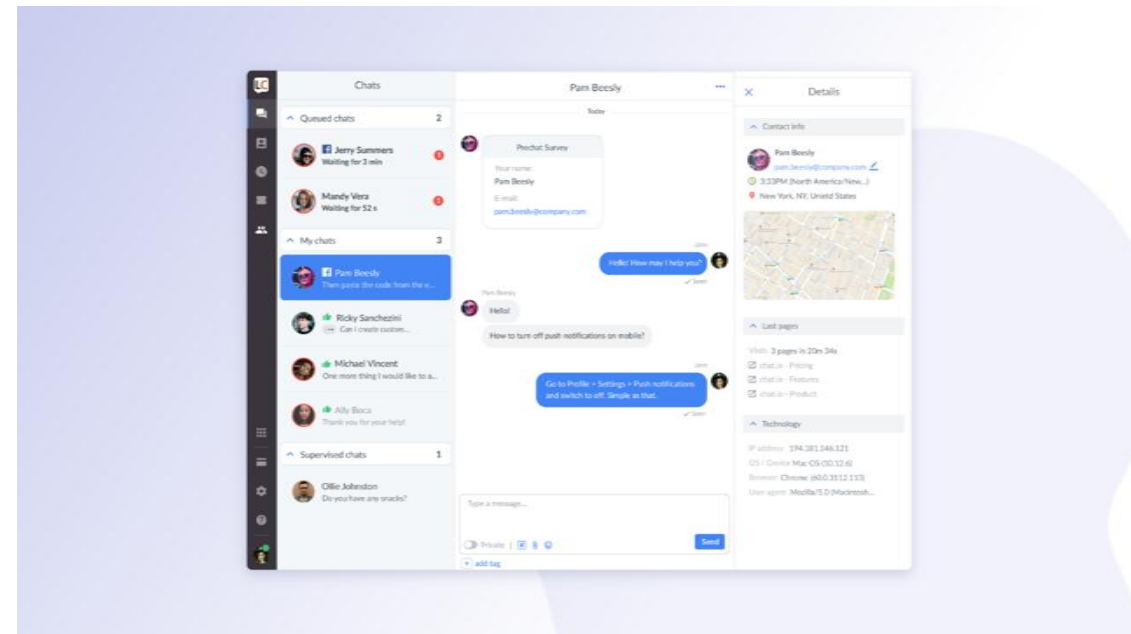 LC
Chats
Queued chats 2
Jerry Summers
Waiting for 3 min
Mandy Vera
Waiting for 52 s
My chats 3
Pam Beesly
Then paste the code from the e...
Ricky Sanchezini
Can I create custom...
Michael Vincent
One more thing I would like to a...
Ally Boca
Thank you for your help!
Supervised chats 1
Ollie Johnston
Do you have any snacks?
Pam Beesly
Today
Prechat Survey
Your name:
Pam Beesly
E-mail:
pam.beesly@company.com
Hello! How may I help you?
Seen
Pam Beesly
Hello!
How to turn off push notifications on mobile?
Go to Profile > Settings > Push notifications
and switch to off. Simple as that.
Seen
Type a message...
Private
Send
add tag
Details
Contact info
Pam Beesly
pam.beesly@company.com
3:33PM (North America/New...)
New York, NY, Unietd States
Last pages
Visit: 3 pages in 20m 34s
chat.io - Pricing
chat.io - Features
chat.io - Product
Technology
IP address: 194.181.146.121
OS / Device: Mac OS (10.12.6)
Browser: Chrome (60.0.3112.113)
User agent: Mozilla/5.0 (Macintosh...